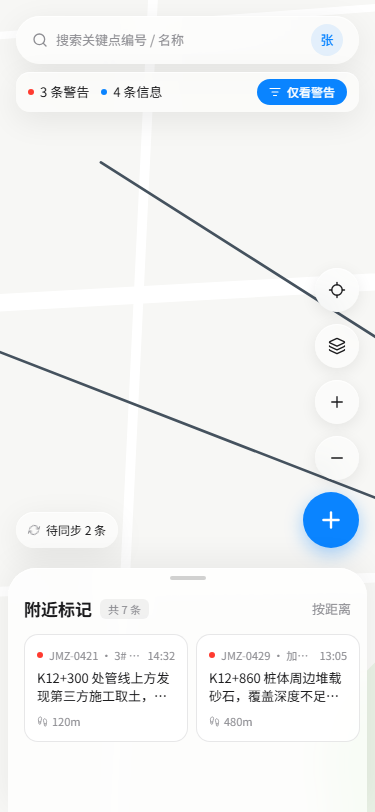 搜索关键点编号 / 名称
张
3 条警告
4 条信息
仅看警告
待同步 2 条
附近标记
共 7 条
按距离
JMZ-0421 · 3# ··· 14:32
K12+300 处管线上方发
现第三方施工取土，···
120m
JMZ-0429 · 加··· 13:05
K12+860 桩体周边堆载
砂石，覆盖深度不足···
480m